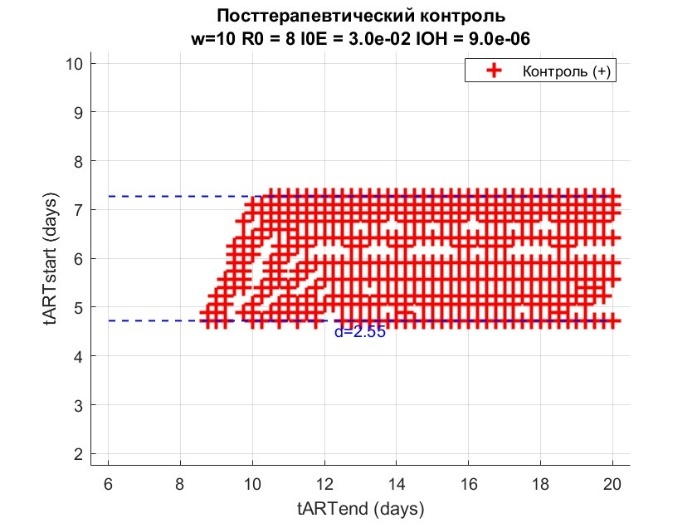 Посттерапевтический контроль
w=10 R0 = 8 I0E = 3.0e-02 IOH = 9.0e-06
Контроль (+)
10
9
8
7
6
5
4
3
2
tARTstart (days)
d=2.55
6 8 10 12 14 16 18 20
tARTend (days)